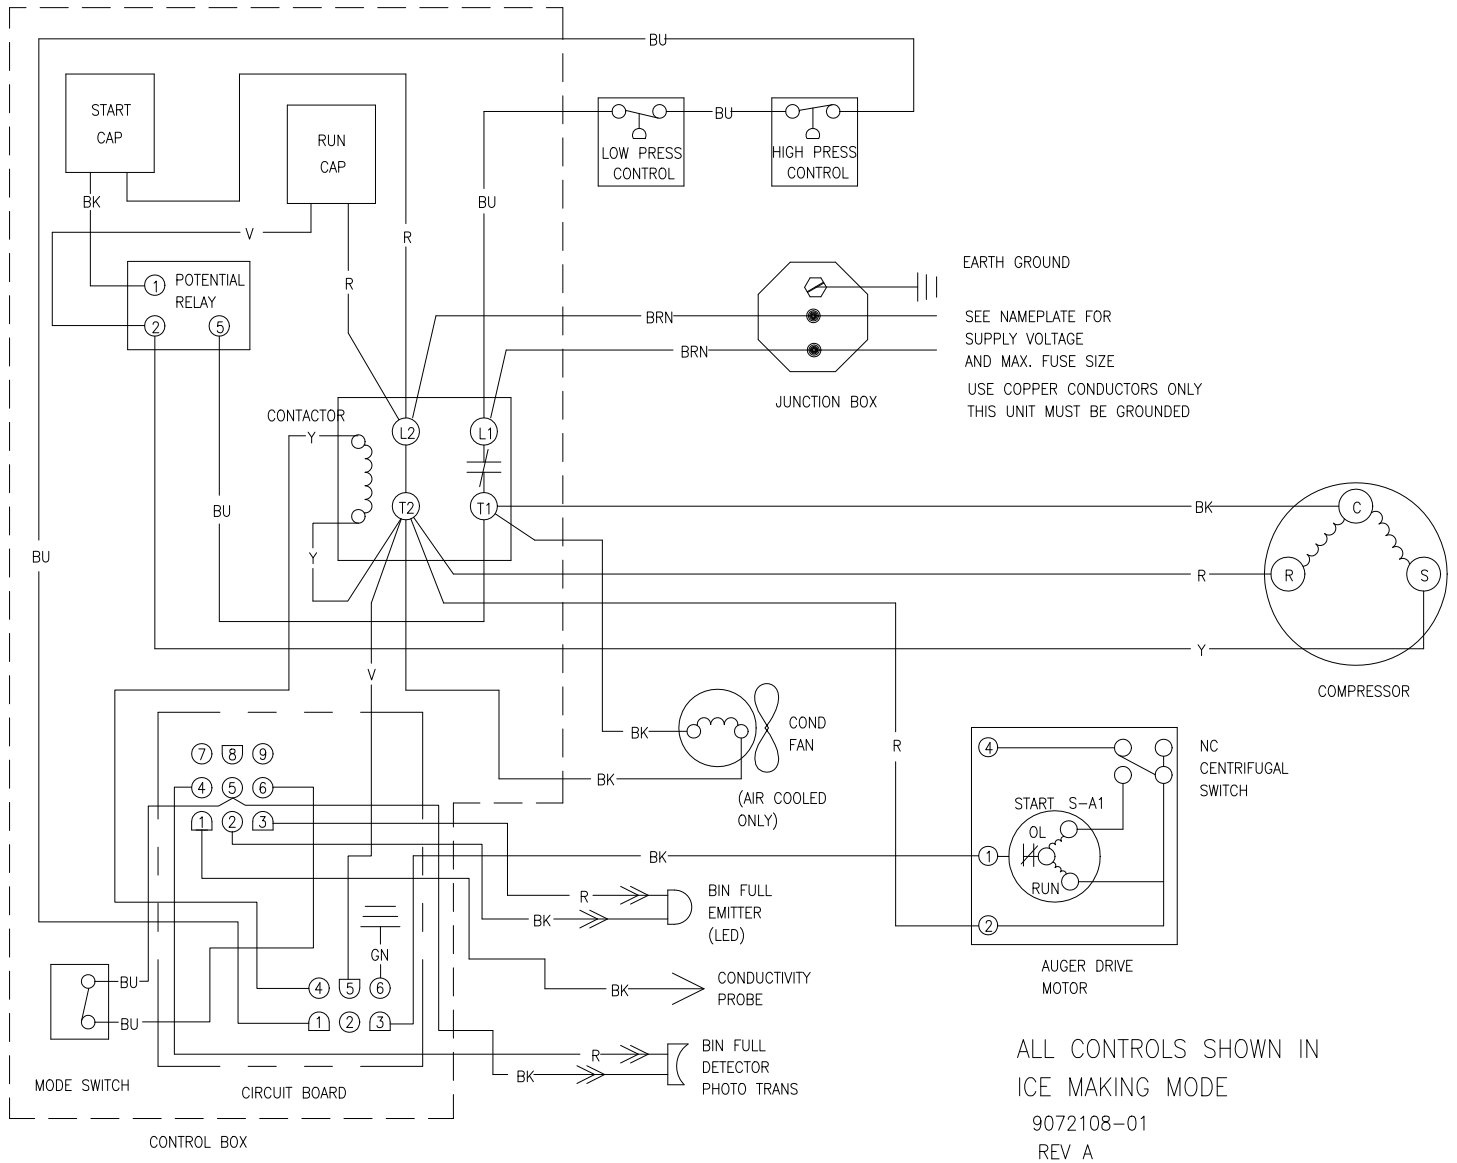 BU
START
CAP
RUN
CAP
LOW PRESS
CONTROL
BU
HIGH PRESS
CONTROL
BK
V
R
BU
R
POTENTIAL
RELAY
1
2
5
EARTH GROUND
BRN
SEE NAMEPLATE FOR
SUPPLY VOLTAGE
AND MAX. FUSE SIZE
BRN
USE COPPER CONDUCTORS ONLY
THIS UNIT MUST BE GROUNDED
JUNCTION BOX
CONTACTOR
Y
L2
L1
T2
T1
BU
BU
Y
BK
C
R
R
S
Y
COMPRESSOR
V
BK
COND
FAN
BK
(AIR COOLED
ONLY)
R
4
NC
CENTRIFUGAL
SWITCH
START S-A1
OL
1
RUN
2
AUGER DRIVE
MOTOR
7 8 9
4 5 6
1 2 3
BK
R
BIN FULL
EMITTER
(LED)
BK
GN
BU
BU
MODE SWITCH
4 5 6
1 2 3
BK
CONDUCTIVITY
PROBE
R
BK
BIN FULL
DETECTOR
PHOTO TRANS
CIRCUIT BOARD
CONTROL BOX
ALL CONTROLS SHOWN IN
ICE MAKING MODE
9072108-01
REV A